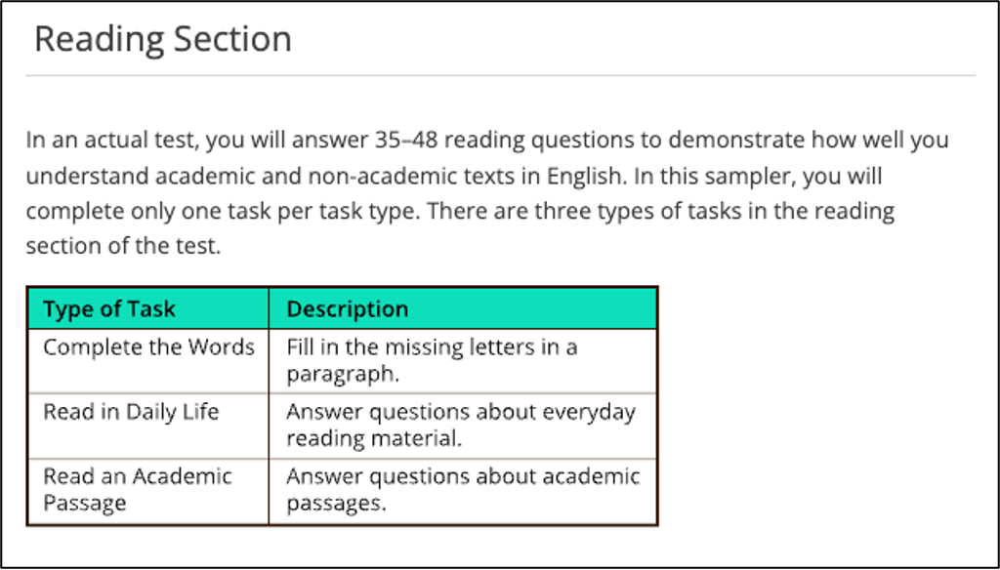 Reading Section
In an actual test, you will answer 35–48 reading questions to demonstrate how well you
understand academic and non-academic texts in English. In this sampler, you will
complete only one task per task type. There are three types of tasks in the reading
section of the test.
Type of Task Description
Complete the Words Fill in the missing letters in a
paragraph.
Read in Daily Life Answer questions about everyday
reading material.
Read an Academic Answer questions about academic
Passage passages.